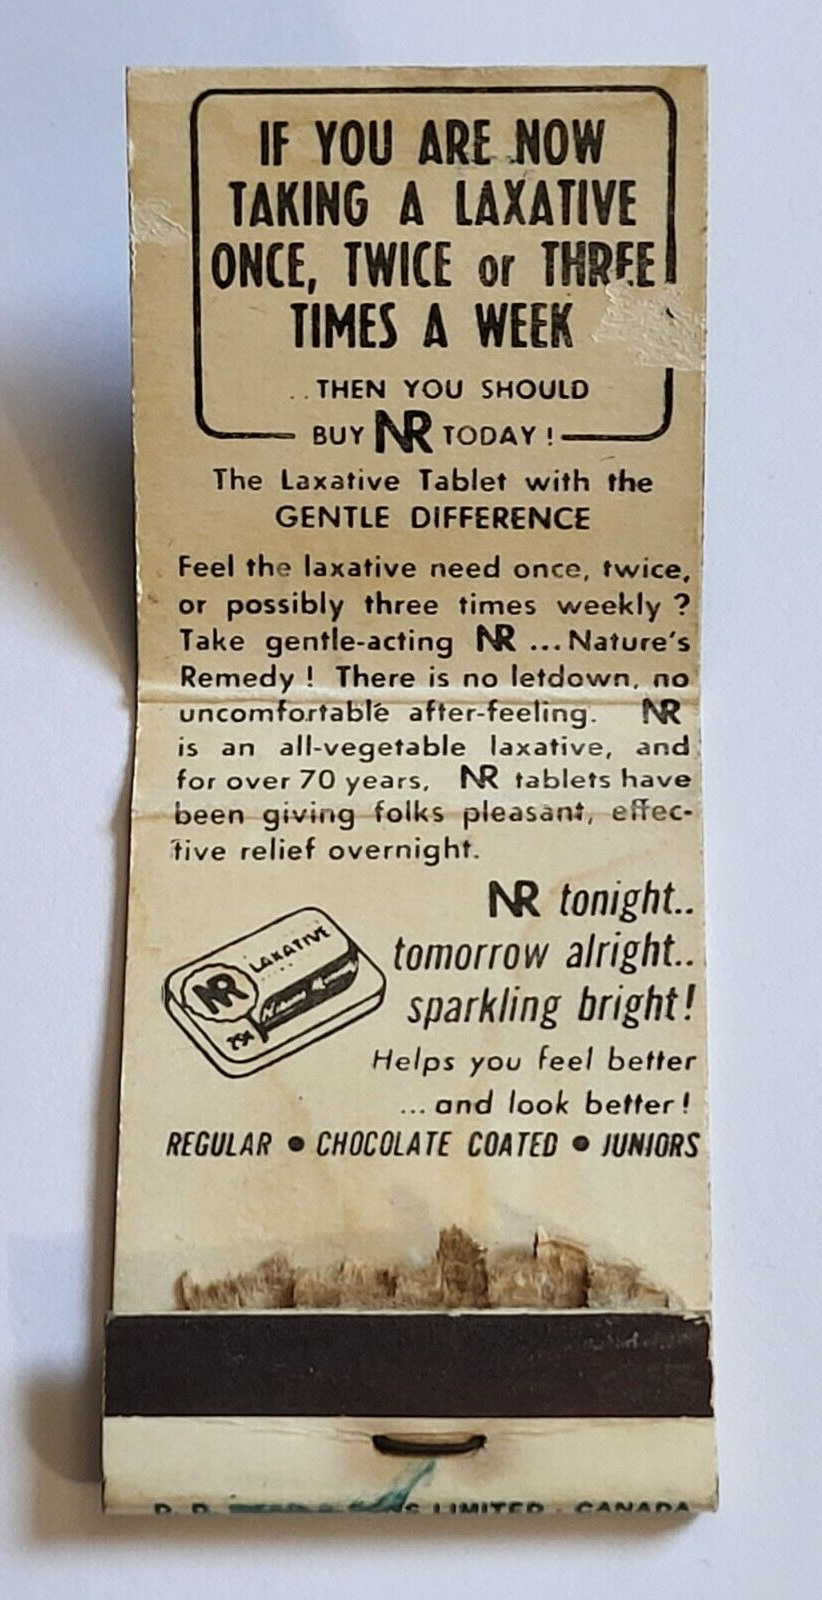 IF YOU ARE NOW
TAKING A LAXATIVE
ONCE, TWICE or THREE
TIMES A WEEK
..THEN YOU SHOULD
BUY NR TODAY!
The Laxative Tablet with the
GENTLE DIFFERENCE
Feel the laxative need once, twice,
or possibly three times weekly?
Take gentle-acting NR ...Nature's
Remedy! There is no letdown, no
uncomfortable after-feeling. NR
is an all-vegetable laxative, and
for over 70 years, NR tablets have
been giving folks pleasant, effec-
tive relief overnight.
NR tonight..
tomorrow alright..
sparkling bright!
NR LAXATIVE
25¢
Helps you feel better
...and look better!
REGULAR • CHOCOLATE COATED • JUNIORS
LIMITED - CANADA